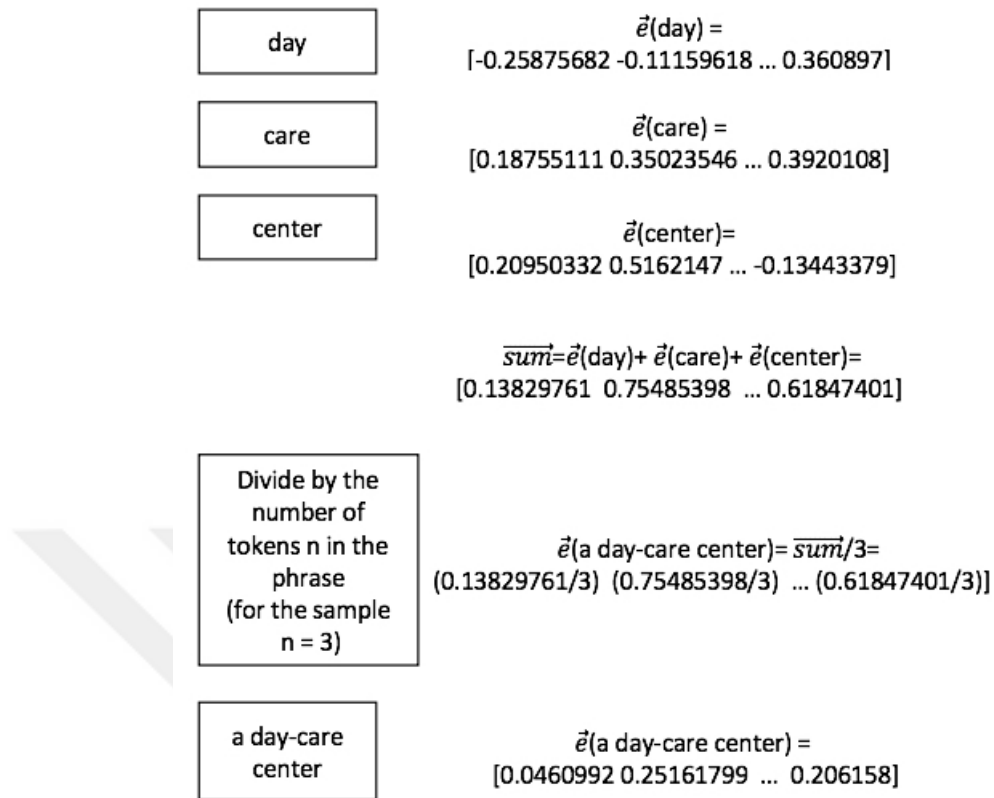 day
e⃗(day) =
[-0.25875682 -0.11159618 ... 0.360897]
care
e⃗(care) =
[0.18755111 0.35023546 ... 0.3920108]
center
e⃗(center)=
[0.20950332 0.5162147 ... -0.13443379]
sum⃗=e⃗(day)+ e⃗(care)+ e⃗(center)=
[0.13829761 0.75485398 ... 0.61847401]
Divide by the
number of
tokens n in the
phrase
(for the sample
n = 3)
e⃗(a day-care center)= sum⃗/3=
(0.13829761/3) (0.75485398/3) ... (0.61847401/3)]
a day-care
center
e⃗(a day-care center) =
[0.0460992 0.25161799 ... 0.206158]